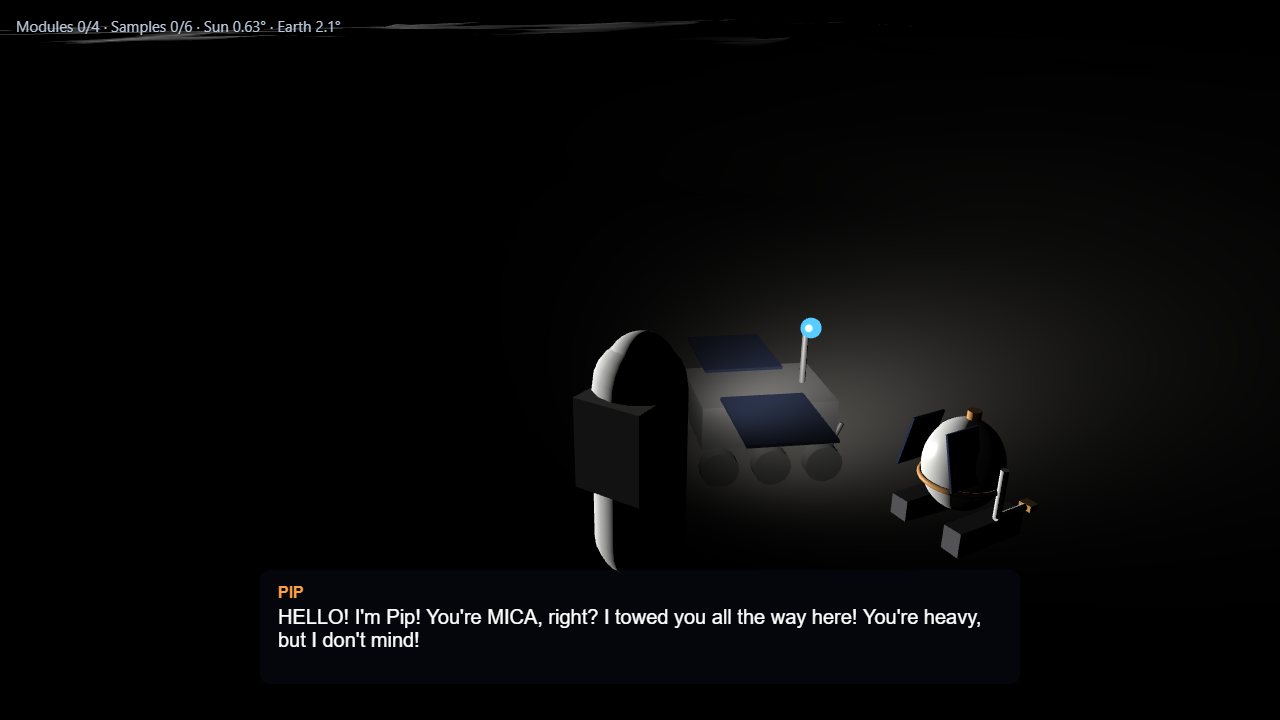 Modules 0/4 · Samples 0/6 · Sun 0.63° · Earth 2.1°
PIP
HELLO! I'm Pip! You're MICA, right? I towed you all the way here! You're heavy,
but I don't mind!